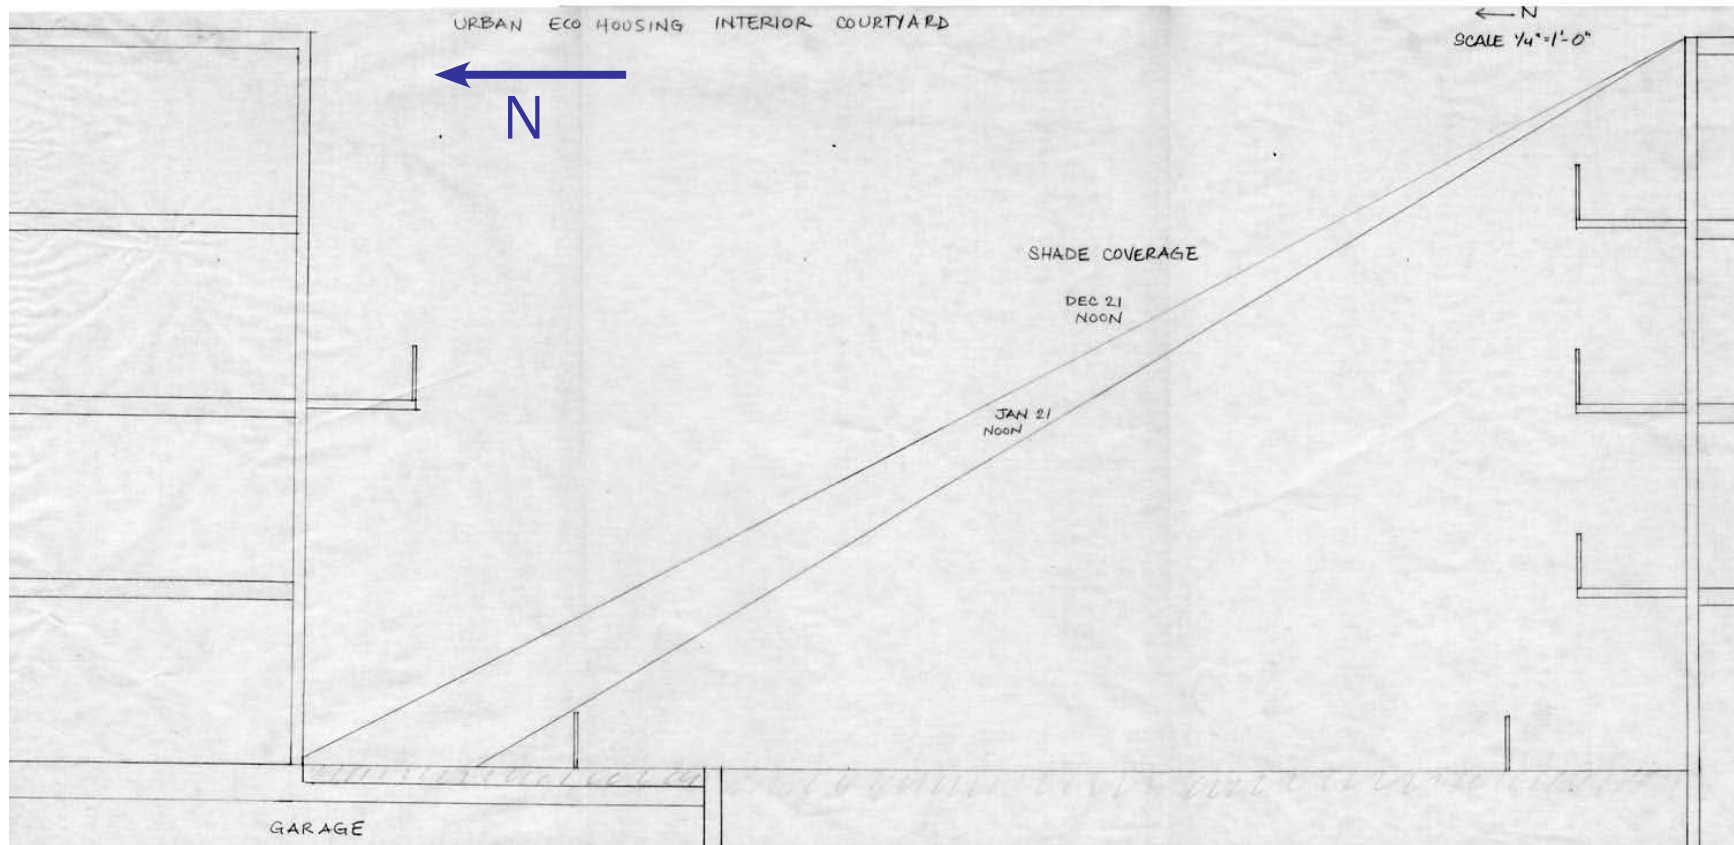 URBAN ECO HOUSING INTERIOR COURTYARD
← N
SCALE 1/4"=1'-0"
N
SHADE COVERAGE
DEC 21
NOON
JAN 21
NOON
GARAGE